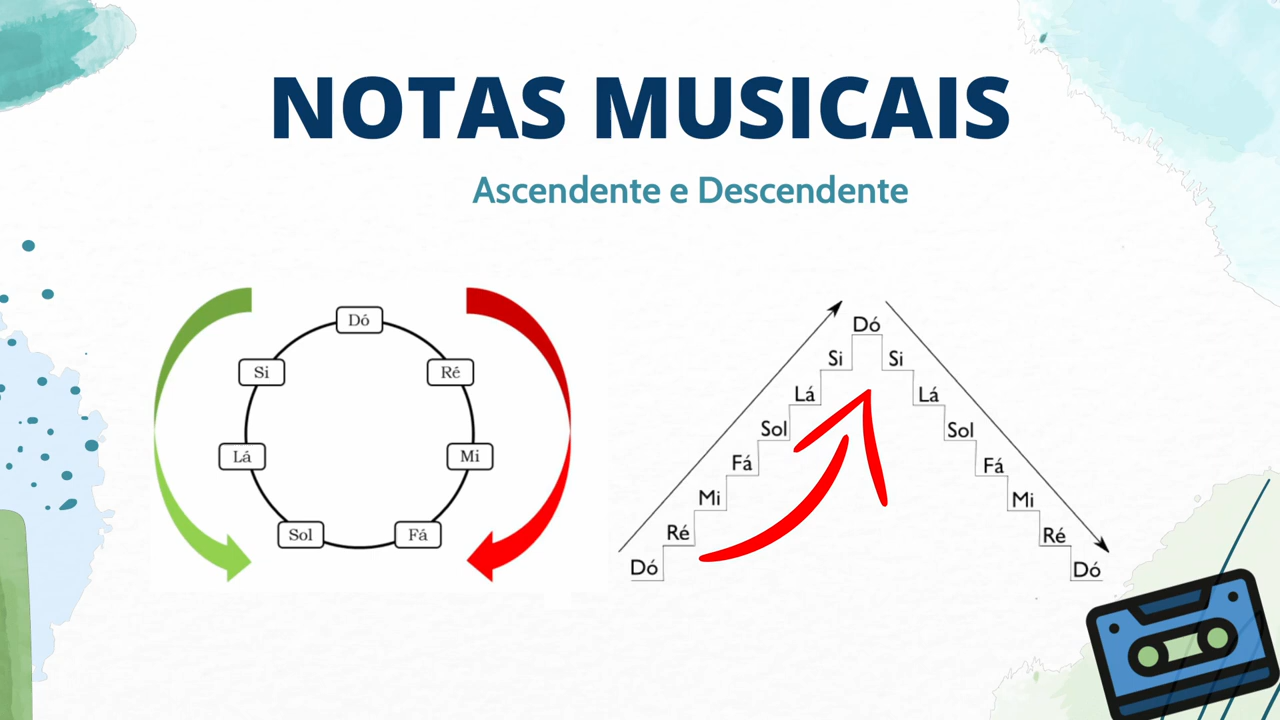 NOTAS MUSICAIS
Ascendente e Descendente
Dó
Si
Ré
Lá
Mi
Sol
Fá
Dó
Si
Si
Lá
Lá
Sol
Sol
Fá
Fá
Mi
Mi
Ré
Ré
Dó
Dó